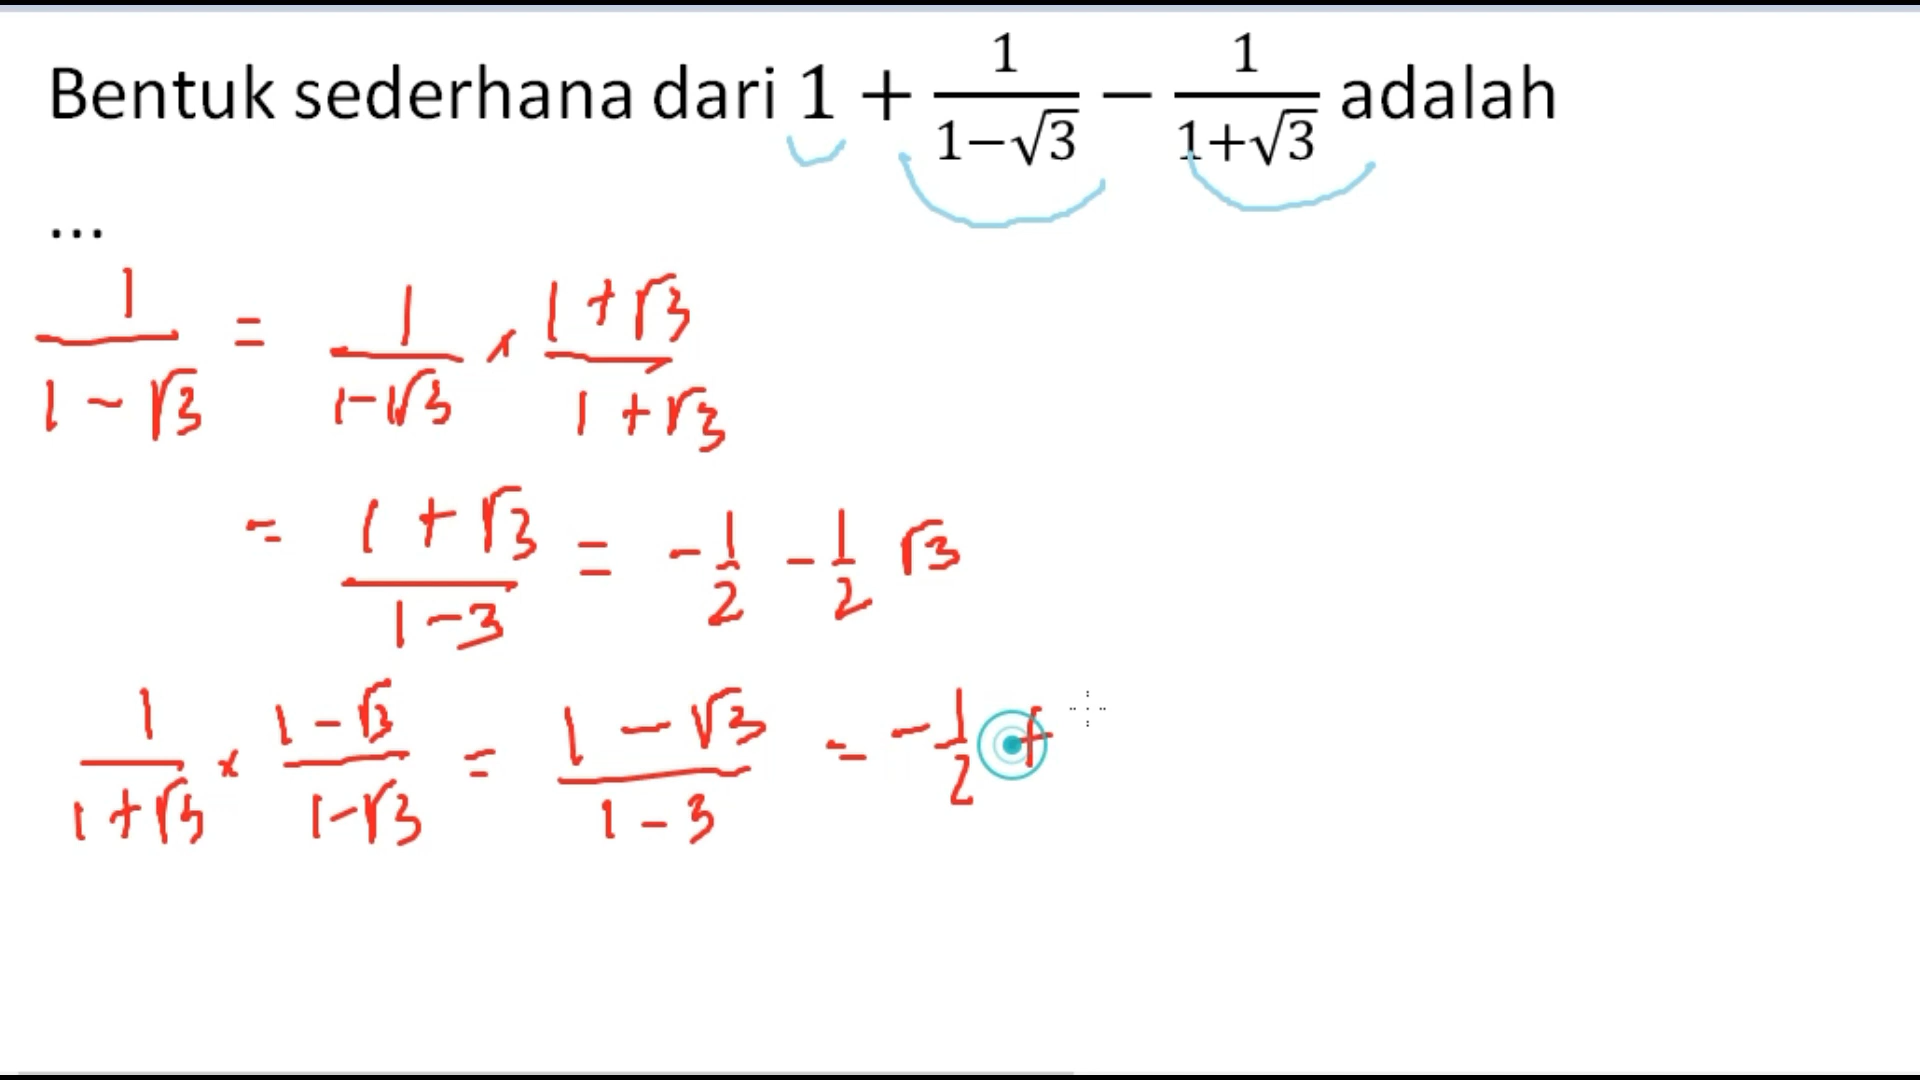 Bentuk sederhana dari 1 + 1/(1−√3) − 1/(1+√3) adalah
...
1/(1 − √3) = 1/(1−√3) × (1 + √3)/(1 + √3)
= (1 + √3)/(1 − 3) = −1/2 − 1/2 √3
1/(1 + √3) × (1 − √3)/(1 − √3) = (1 − √3)/(1 − 3) = −1/2 +